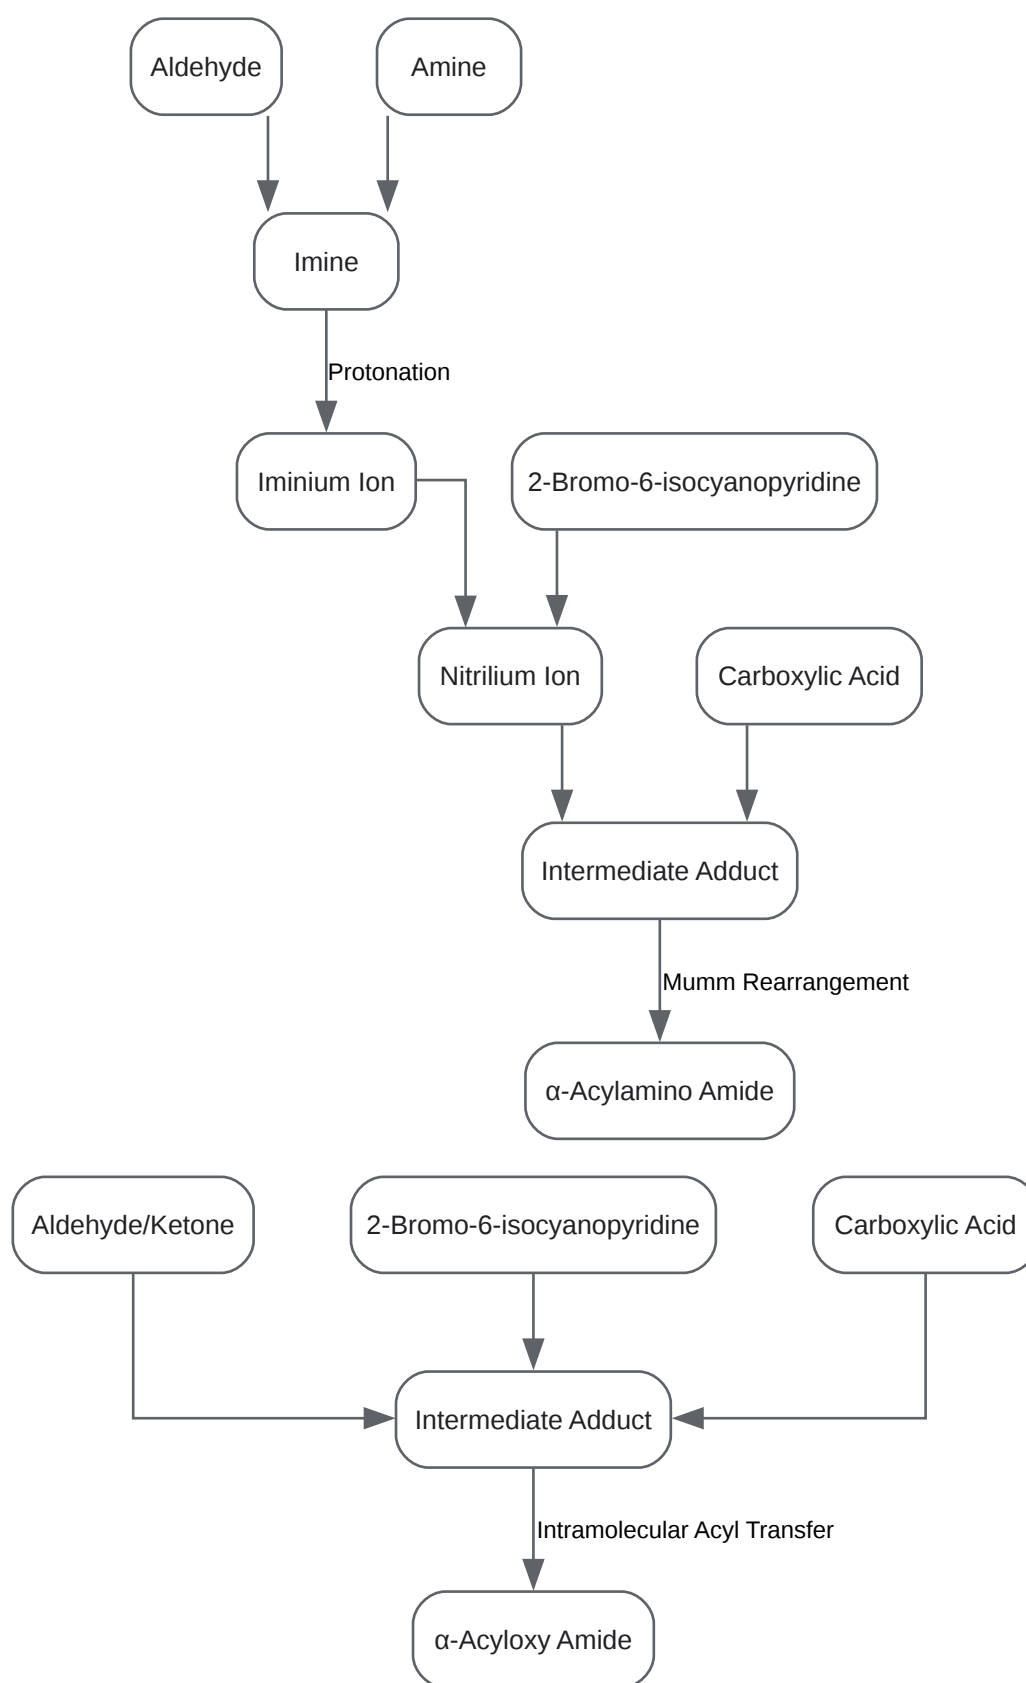 Aldehyde
Amine
Imine
Protonation
Iminium Ion
2-Bromo-6-isocyanopyridine
Nitrilium Ion
Carboxylic Acid
Intermediate Adduct
Mumm Rearrangement
α-Acylamino Amide
Aldehyde/Ketone
2-Bromo-6-isocyanopyridine
Carboxylic Acid
Intermediate Adduct
Intramolecular Acyl Transfer
α-Acyloxy Amide